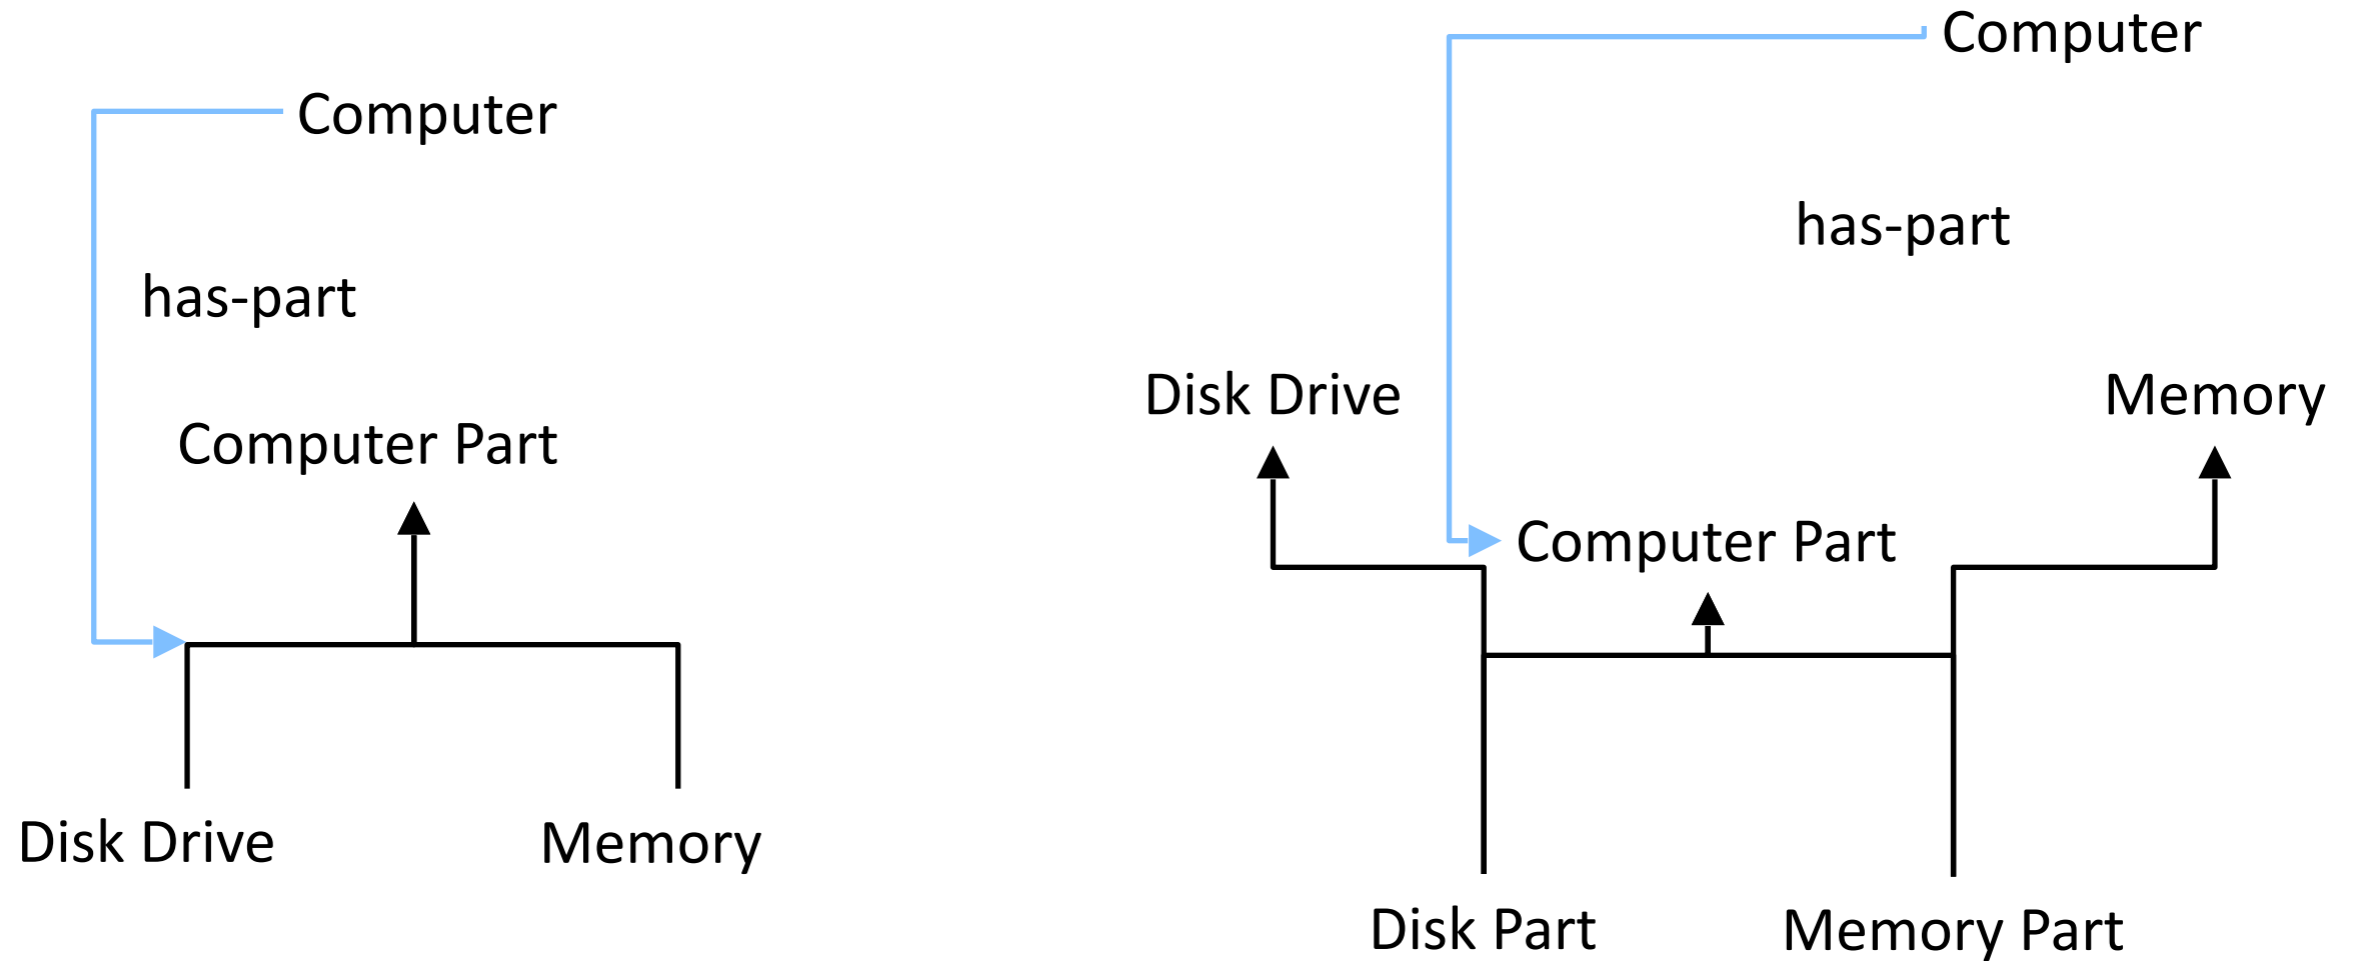 Computer
has-part
Computer Part
Disk Drive
Memory
Computer
has-part
Disk Drive
Memory
Computer Part
Disk Part
Memory Part